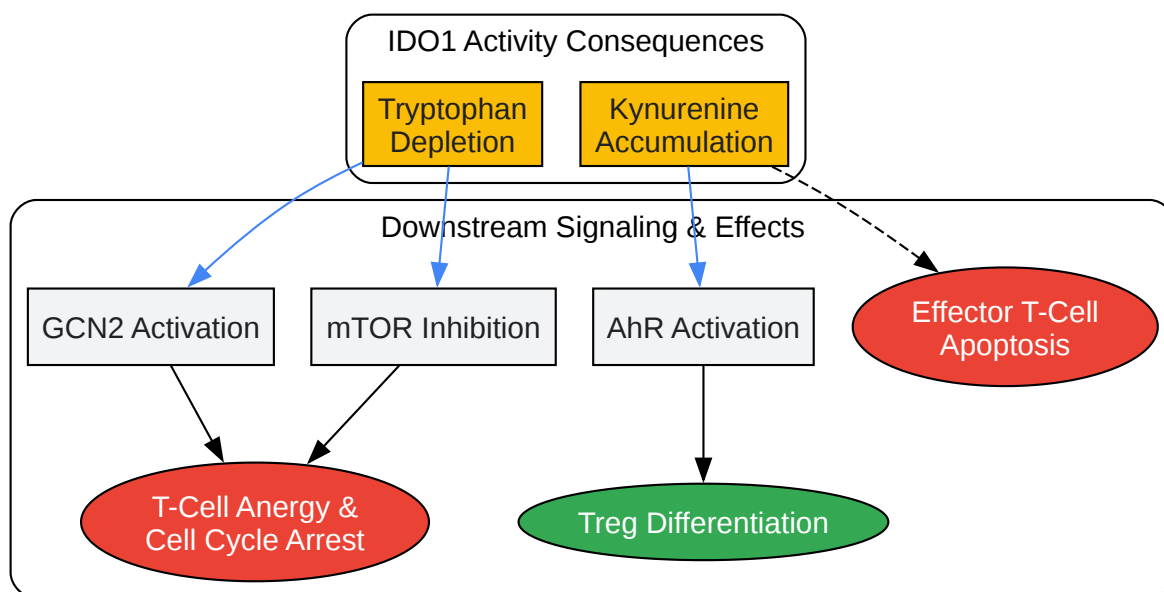 IDO1 Activity Consequences
Tryptophan
Depletion
Kynurenine
Accumulation
Downstream Signaling & Effects
GCN2 Activation
mTOR Inhibition
AhR Activation
Effector T-Cell
Apoptosis
T-Cell Anergy &
Cell Cycle Arrest
Treg Differentiation